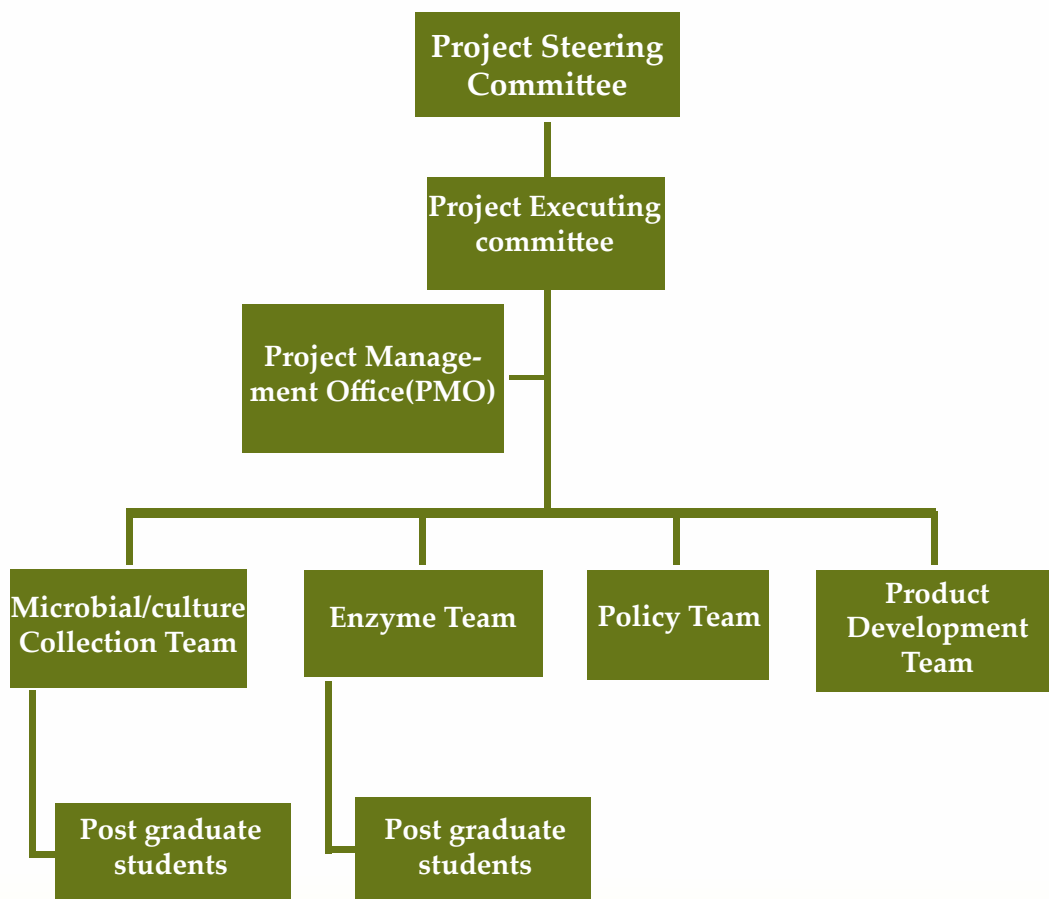 Project Steering
Committee
Project Executing
committee
Project Manage-
ment Office(PMO)
Microbial/culture
Collection Team
Enzyme Team
Policy Team
Product
Development
Team
Post graduate
students
Post graduate
students